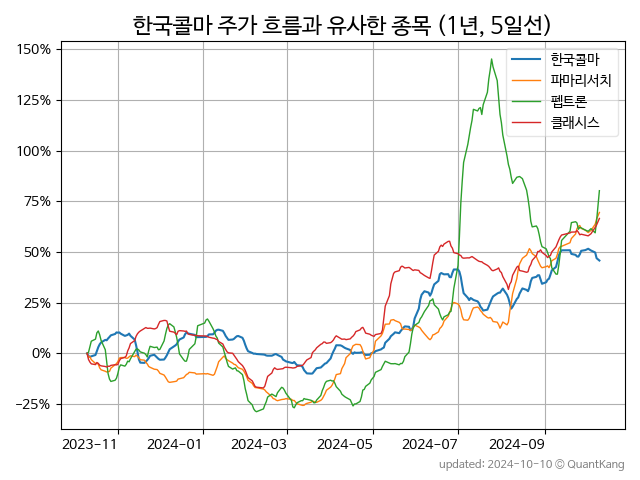 한국콜마 주가 흐름과 유사한 종목 (1년, 5일선)
150%
125%
100%
75%
50%
25%
0%
−25%
한국콜마
파마리서치
펩트론
클래시스
2023-11 2024-01 2024-03 2024-05 2024-07 2024-09
updated: 2024-10-10 © QuantKang